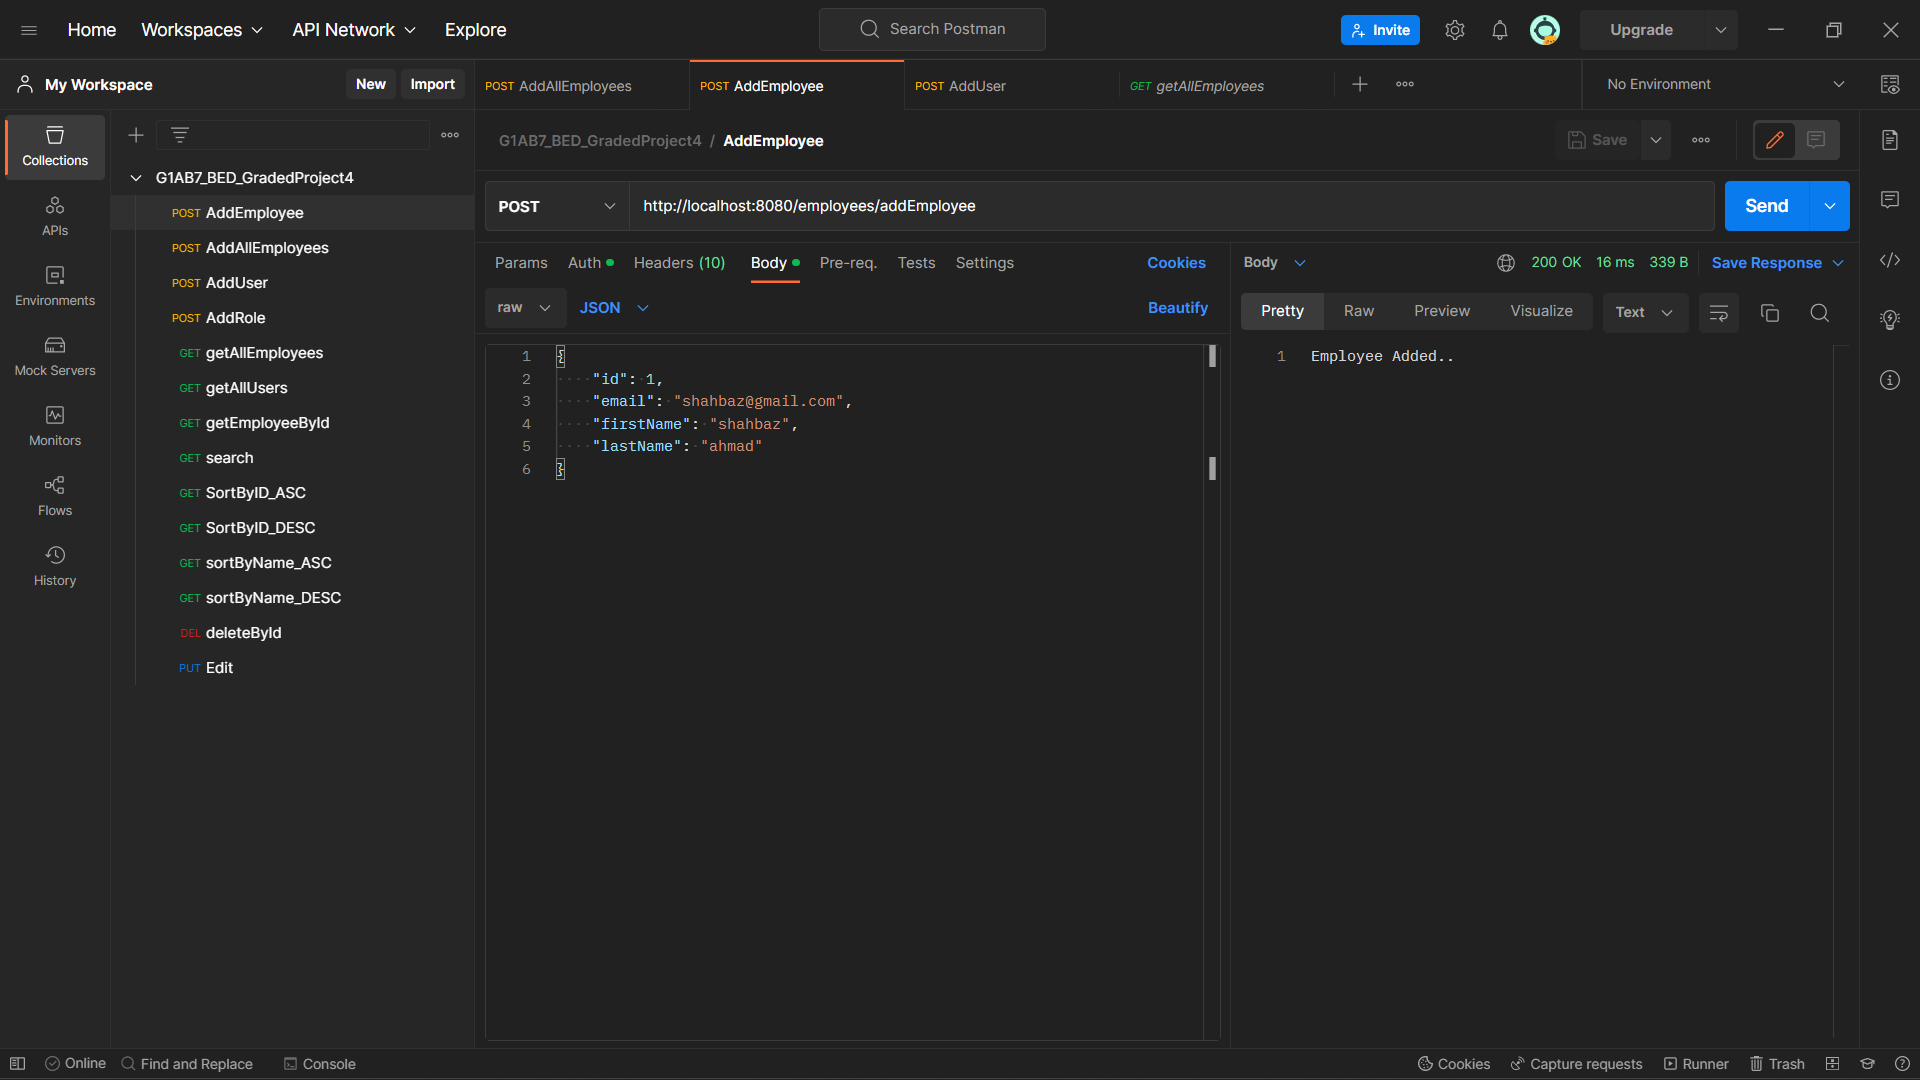 Home Workspaces API Network Explore Search Postman Invite Upgrade
My Workspace New Import POST AddAllEmployees POST AddEmployee POST AddUser GET getAllEmployees No Environment
Collections
APIs
Environments
Mock Servers
Monitors
Flows
History
G1AB7_BED_GradedProject4
POST AddEmployee
POST AddAllEmployees
POST AddUser
POST AddRole
GET getAllEmployees
GET getAllUsers
GET getEmployeeById
GET search
GET SortByID_ASC
GET SortByID_DESC
GET sortByName_ASC
GET sortByName_DESC
DEL deleteById
PUT Edit
G1AB7_BED_GradedProject4 / AddEmployee Save
POST http://localhost:8080/employees/addEmployee Send
Params Auth Headers (10) Body Pre-req. Tests Settings Cookies
raw JSON Beautify
1 {
2 "id": 1,
3 "email": "shahbaz@gmail.com",
4 "firstName": "shahbaz",
5 "lastName": "ahmad"
6 }
Body 200 OK 16 ms 339 B Save Response
Pretty Raw Preview Visualize Text
1 Employee Added..
Online Find and Replace Console Cookies Capture requests Runner Trash